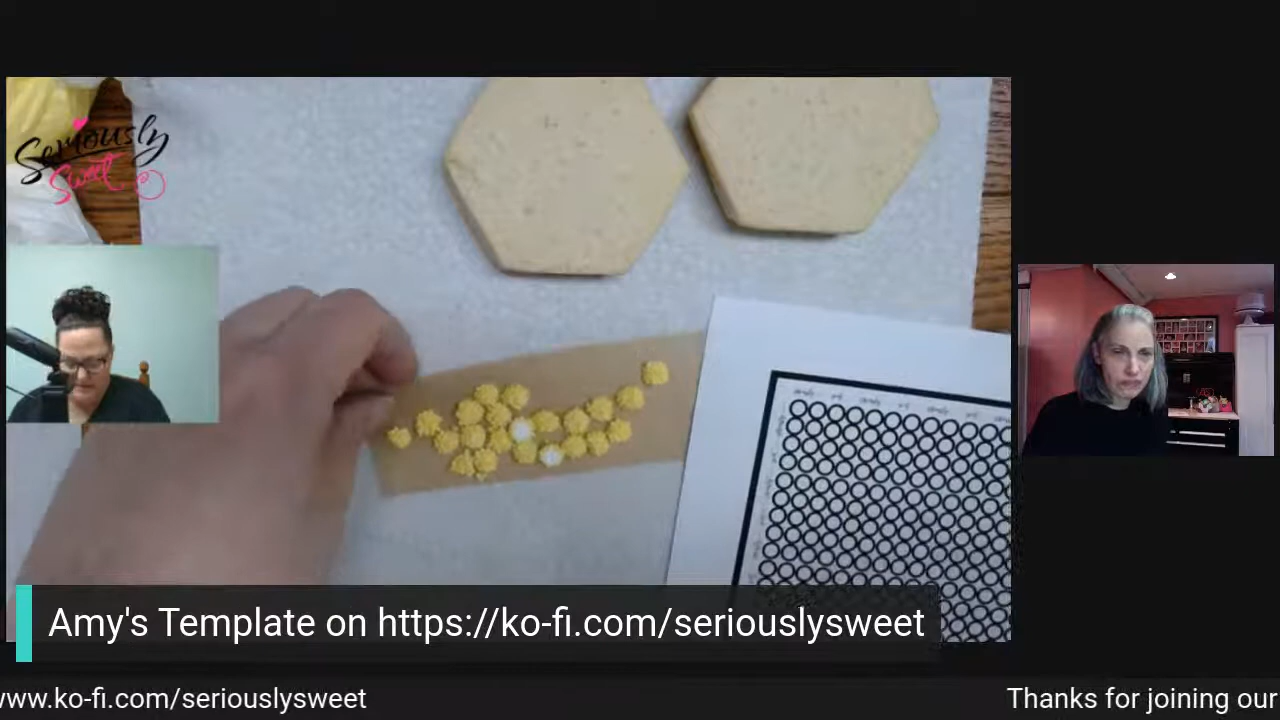 Seriously
Sweet
Amy's Template on https://ko-fi.com/seriouslysweet
www.ko-fi.com/seriouslysweet
Thanks for joining our